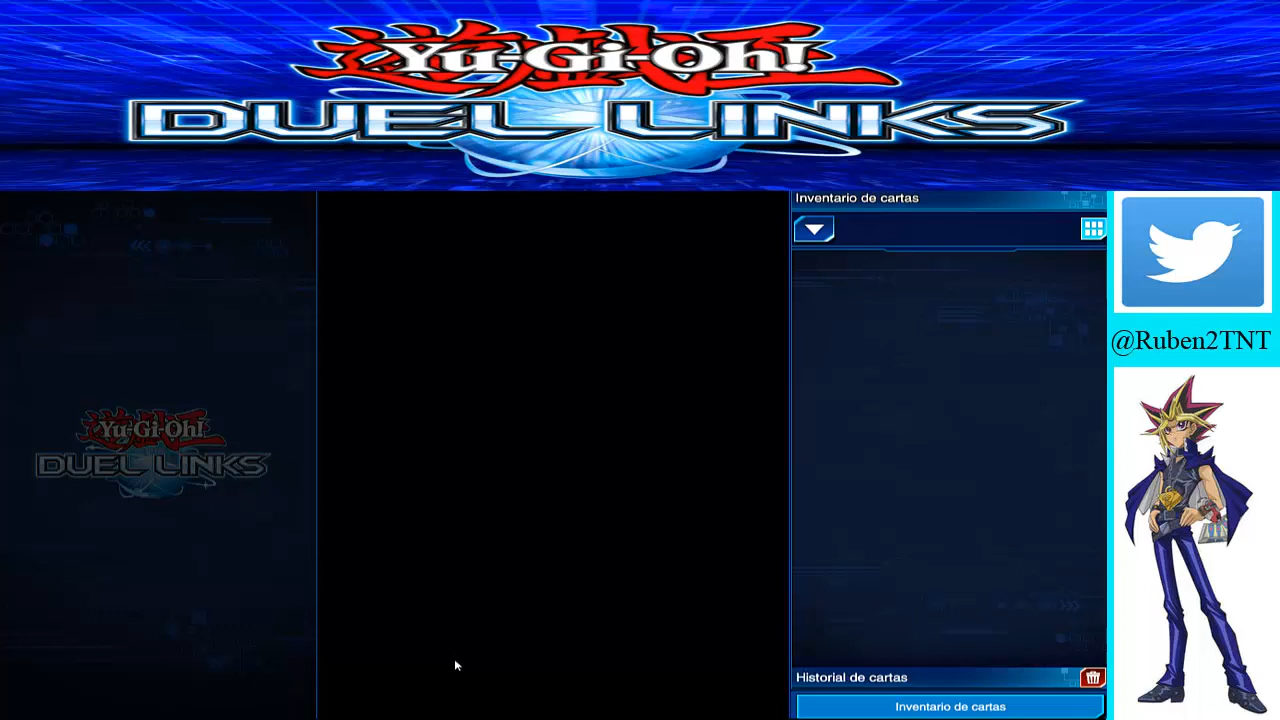 Yu-Gi-Oh!
DUEL LINKS
Inventario de cartas
@Ruben2TNT
Yu-Gi-Oh!
DUEL LINKS
Historial de cartas
Inventario de cartas